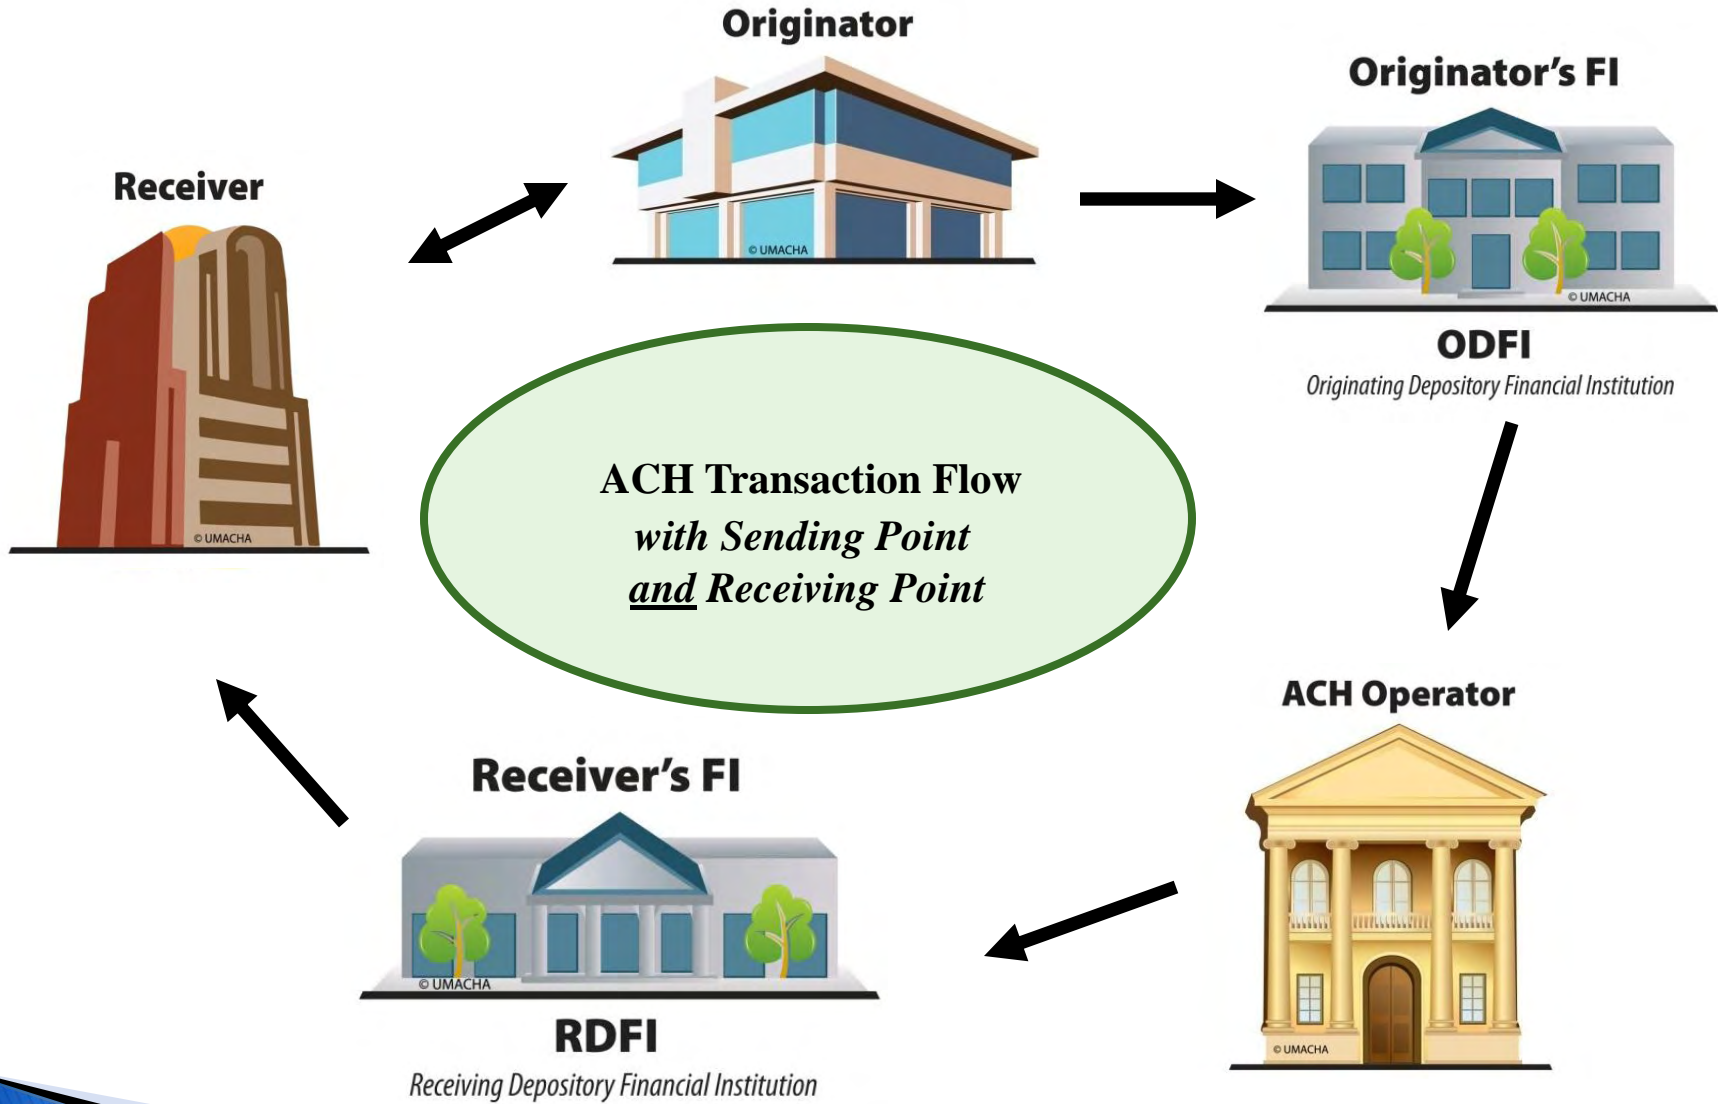 Originator
© UMACHA
Originator's FI
© UMACHA
ODFI
Originating Depository Financial Institution
Receiver
© UMACHA
ACH Transaction Flow
with Sending Point
and Receiving Point
ACH Operator
© UMACHA
Receiver's FI
© UMACHA
RDFI
Receiving Depository Financial Institution